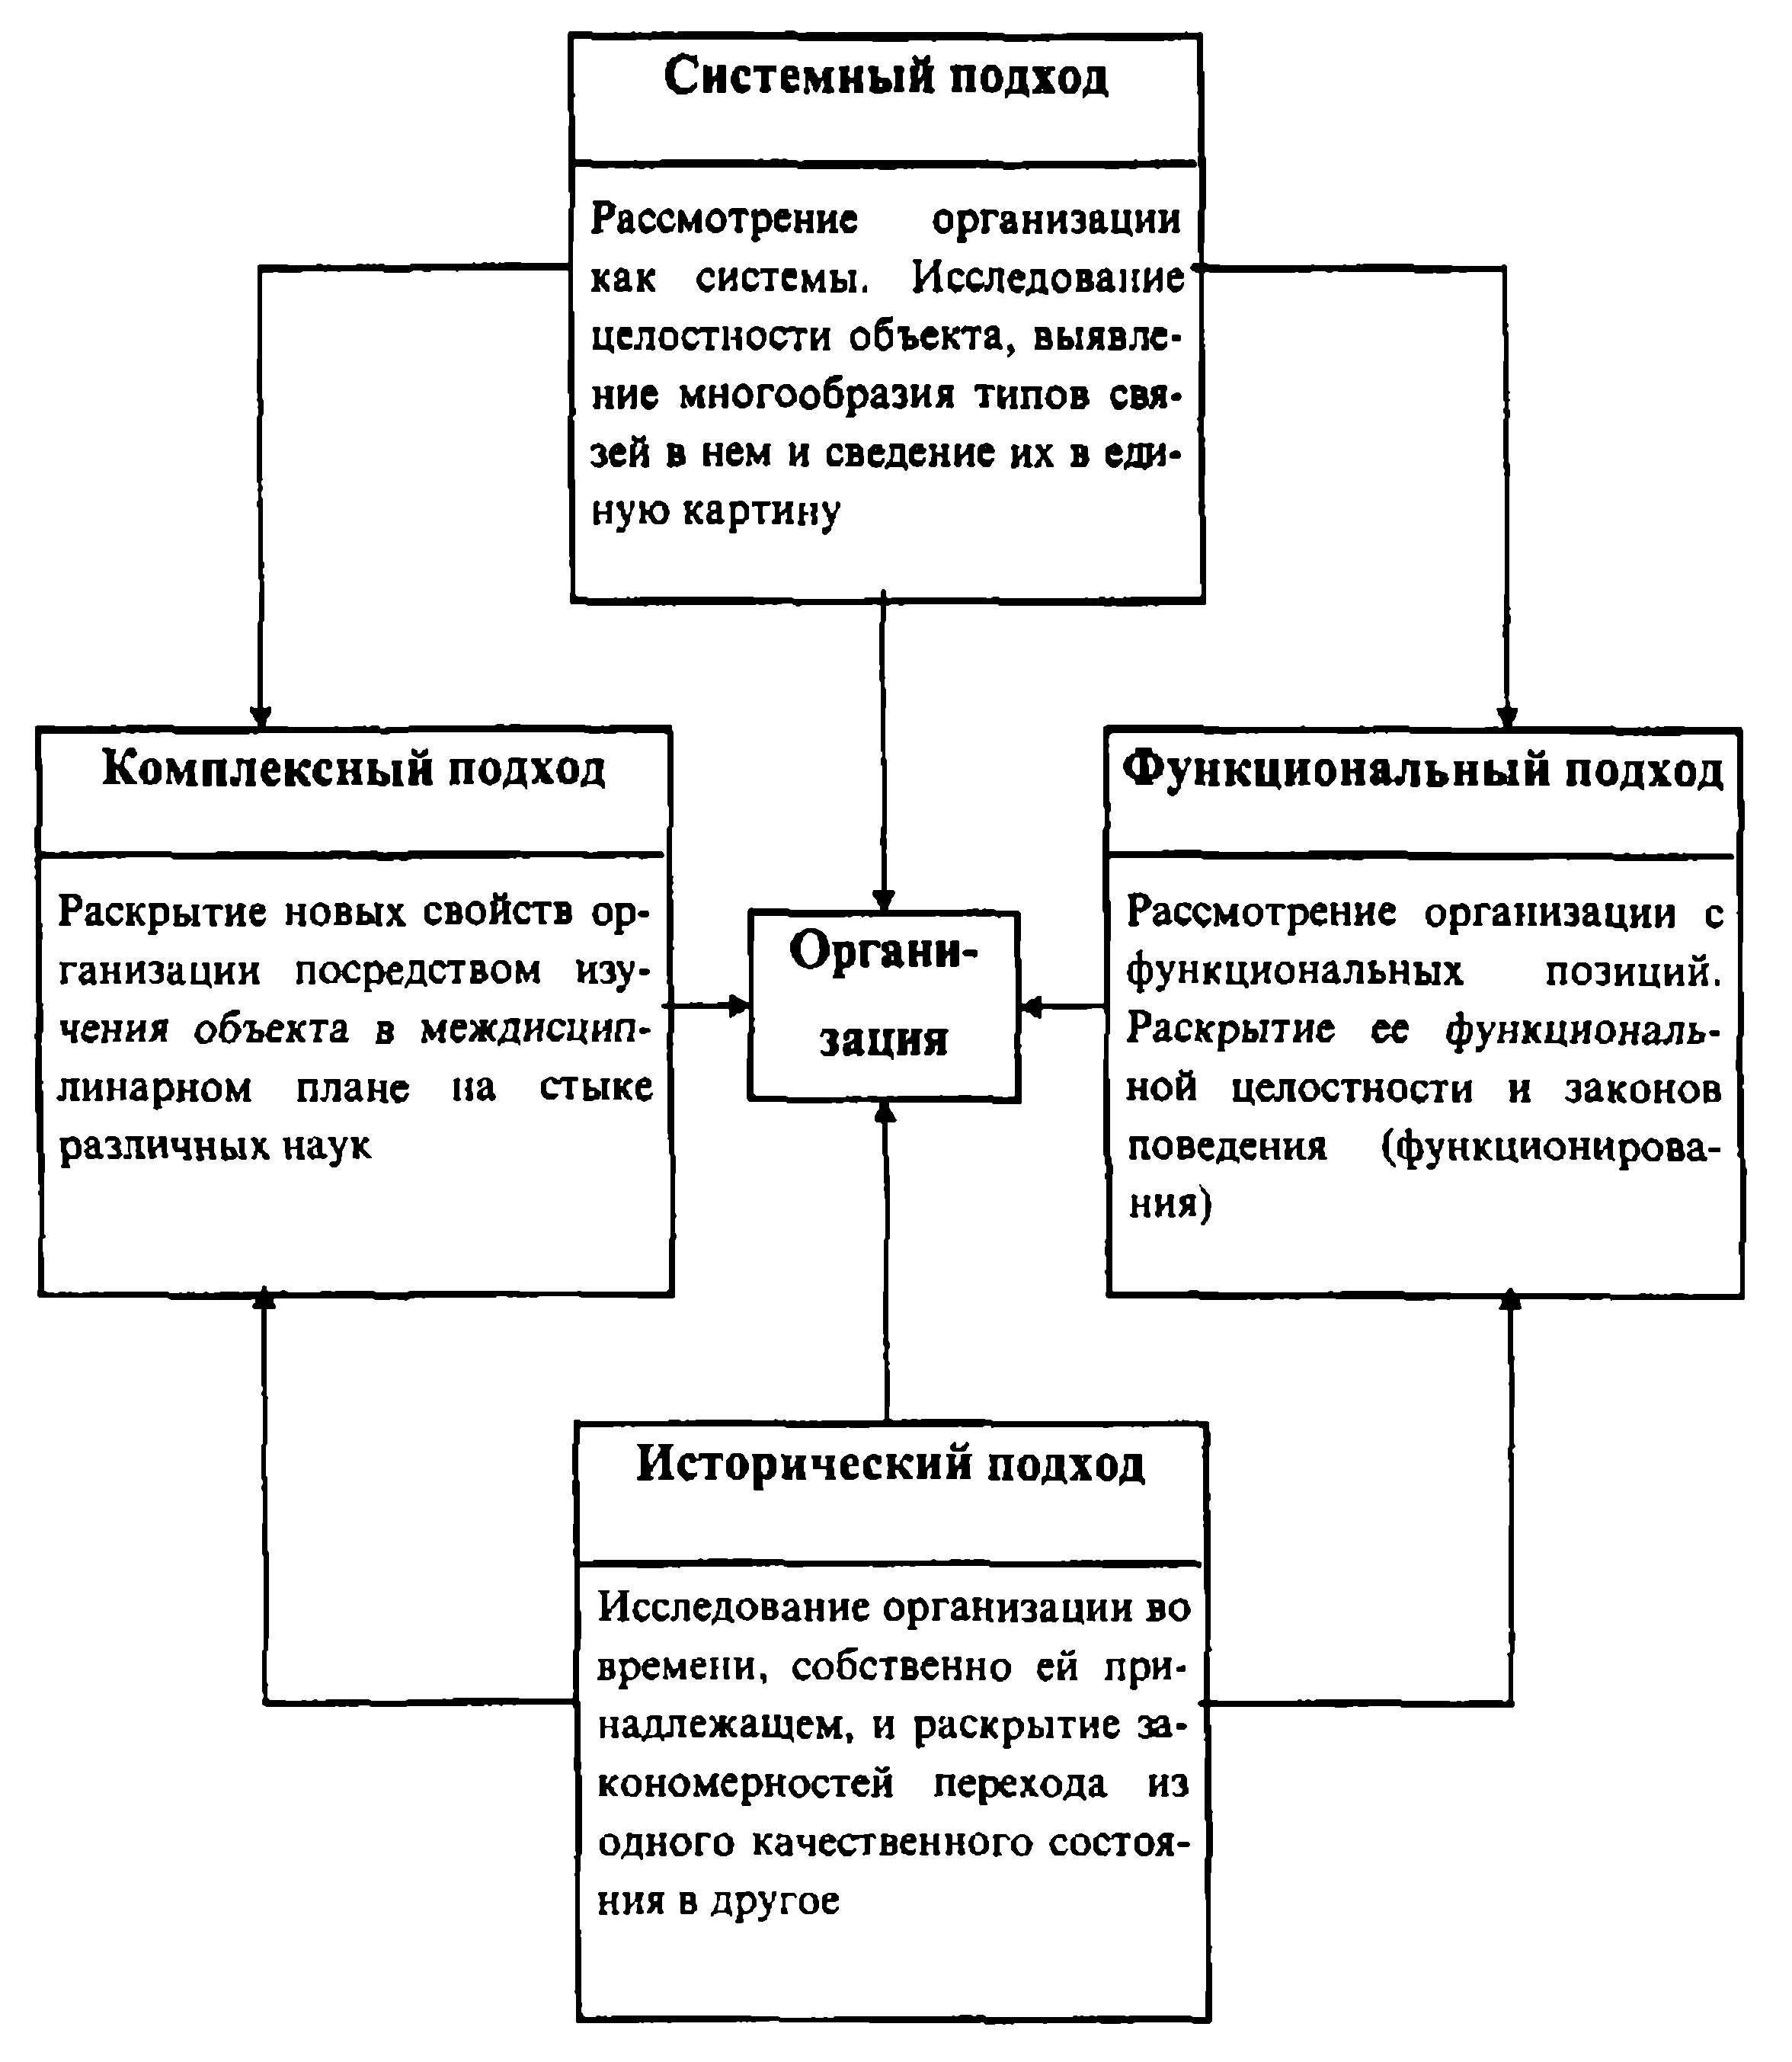 Системный подход
Рассмотрение организации
как системы. Исследование
целостности объекта, выявле-
ние многообразия типов свя-
зей в нем и сведение их в еди-
ную картину
Комплексный подход
Раскрытие новых свойств ор-
ганизации посредством изу-
чения объекта в междисцип-
линарном плане на стыке
различных наук
Органи-
зация
Функциональный подход
Рассмотрение организации с
функциональных позиций.
Раскрытие ее функциональ-
ной целостности и законов
поведения (функционирова-
ния)
Исторический подход
Исследование организации во
времени, собственно ей при-
надлежащем, и раскрытие за-
кономерностей перехода из
одного качественного состоя-
ния в другое